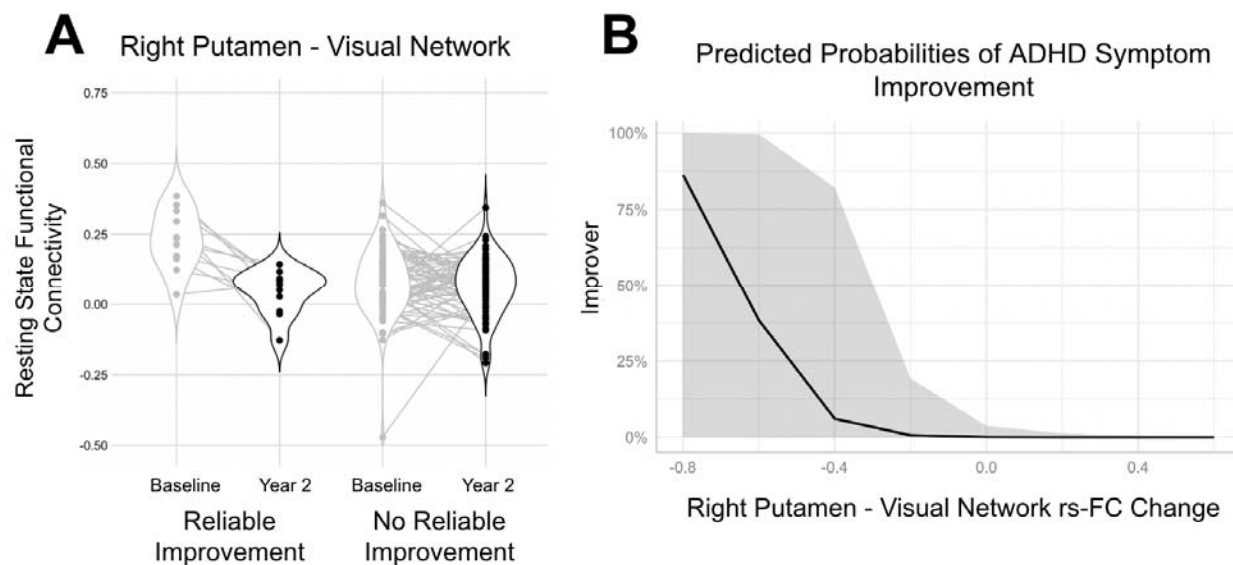 A
Right Putamen - Visual Network
Resting State Functional
Connectivity
0.75
0.50
0.25
0.00
-0.25
-0.50
Baseline
Year 2
Baseline
Year 2
Reliable
Improvement
No Reliable
Improvement
B
Predicted Probabilities of ADHD Symptom
Improvement
Improver
100%
75%
50%
25%
0%
-0.8
-0.4
0.0
0.4
Right Putamen - Visual Network rs-FC Change